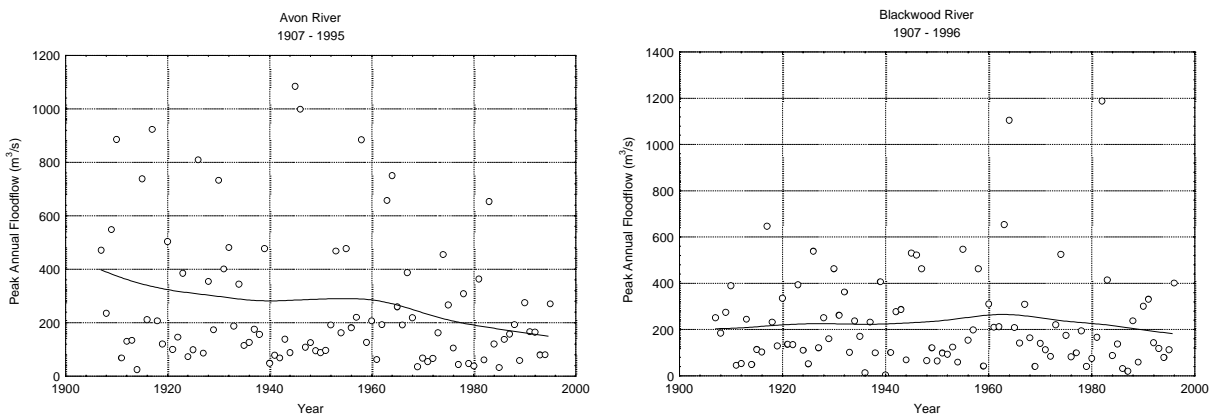 Avon River
1907 - 1995
Peak Annual Floodflow (m³/s)
1200
1000
800
600
400
200
0
1900 1920 1940 1960 1980 2000
Year
Blackwood River
1907 - 1996
Peak Annual Floodflow (m³/s)
1400
1200
1000
800
600
400
200
0
1900 1920 1940 1960 1980 2000
Year